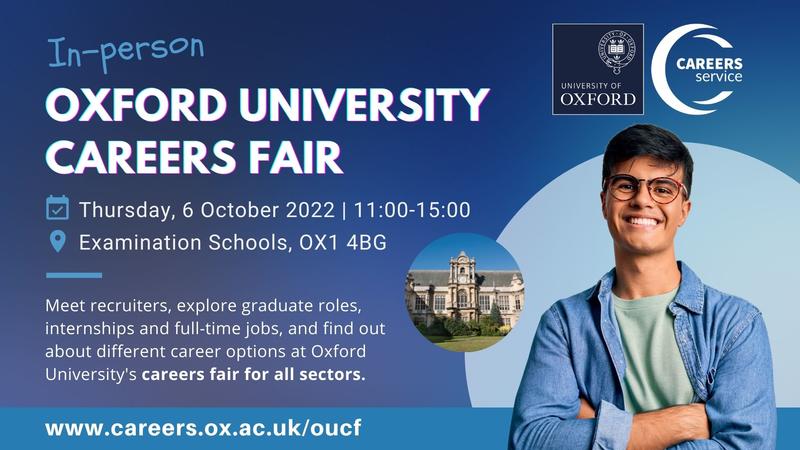 In-person
OXFORD UNIVERSITY
CAREERS FAIR
Thursday, 6 October 2022 | 11:00-15:00
Examination Schools, OX1 4BG
Meet recruiters, explore graduate roles,
internships and full-time jobs, and find out
about different career options at Oxford
University's careers fair for all sectors.
www.careers.ox.ac.uk/oucf
UNIVERSITY OF
OXFORD
CAREERS
service